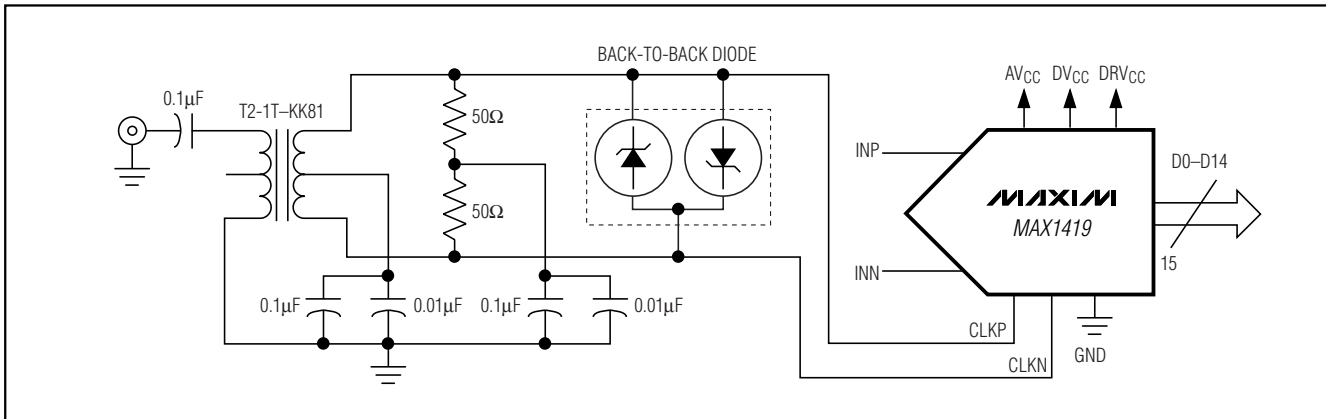 BACK-TO-BACK DIODE
AVCC DVCC DRVCC
0.1µF
T2-1T–KK81
50Ω
50Ω
INP
INN
MAXIM
MAX1419
D0–D14
15
0.1µF
0.01µF
0.1µF
0.01µF
CLKP
CLKN
GND